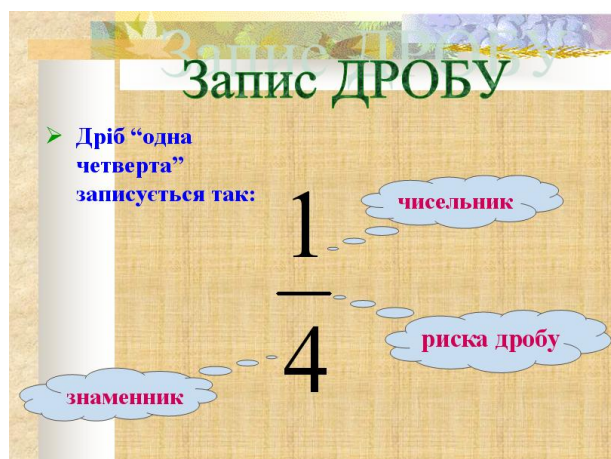 Запис ДРОБУ
Дріб “одна
четверта”
записується так:
1
чисельник
риска дробу
4
знаменник